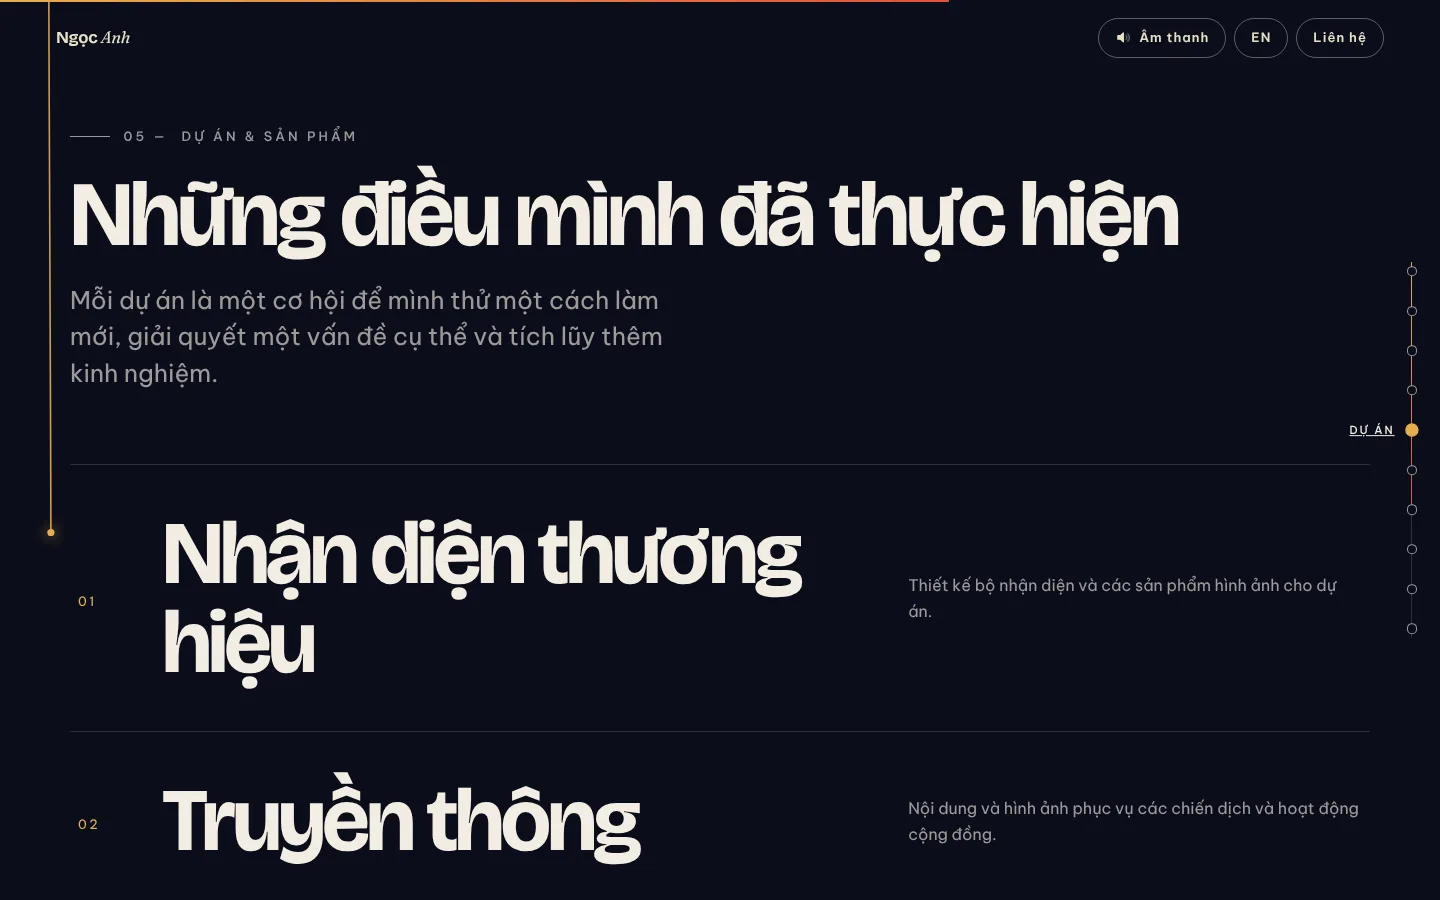 Ngọc Anh
Âm thanh
EN
Liên hệ
05 — DỰ ÁN & SẢN PHẨM
Những điều mình đã thực hiện
Mỗi dự án là một cơ hội để mình thử một cách làm
mới, giải quyết một vấn đề cụ thể và tích lũy thêm
kinh nghiệm.
DỰ ÁN
01
Nhận diện thương
hiệu
Thiết kế bộ nhận diện và các sản phẩm hình ảnh cho dự
án.
02
Truyền thông
Nội dung và hình ảnh phục vụ các chiến dịch và hoạt động
cộng đồng.